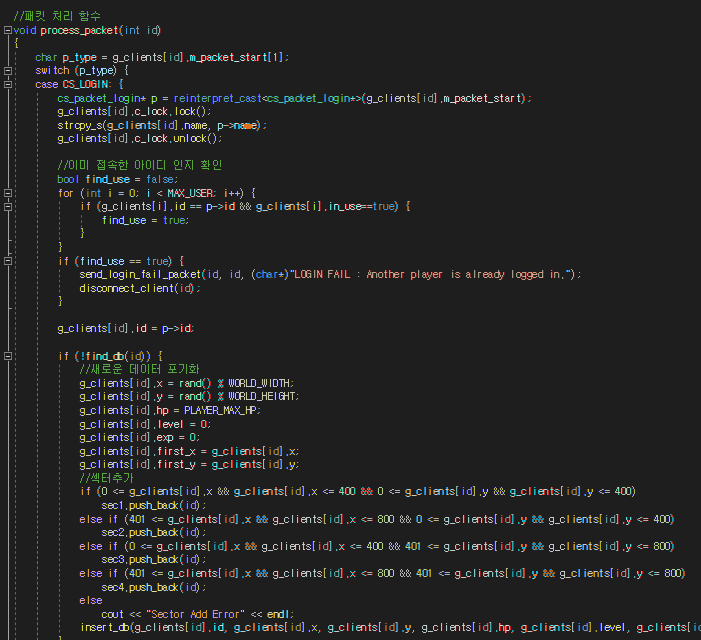 //패킷 처리 함수
void process_packet(int id)
{
char p_type = g_clients[id].m_packet_start[1];
switch (p_type) {
case CS_LOGIN: {
cs_packet_login* p = reinterpret_cast<cs_packet_login*>(g_clients[id].m_packet_start);
g_clients[id].c_lock.lock();
strcpy_s(g_clients[id].name, p->name);
g_clients[id].c_lock.unlock();
//이미 접속한 아이디 인지 확인
bool find_use = false;
for (int i = 0; i < MAX_USER; i++) {
if (g_clients[i].id == p->id && g_clients[i].in_use==true) {
find_use = true;
}
}
if (find_use == true) {
send_login_fail_packet(id, id, (char*)"LOGIN FAIL : Another player is already logged in.");
disconnect_client(id);
}
g_clients[id].id = p->id;
if (!find_db(id)) {
//새로운 데이터 포기화
g_clients[id].x = rand() % WORLD_WIDTH;
g_clients[id].y = rand() % WORLD_HEIGHT;
g_clients[id].hp = PLAYER_MAX_HP;
g_clients[id].level = 0;
g_clients[id].exp = 0;
g_clients[id].first_x = g_clients[id].x;
g_clients[id].first_y = g_clients[id].y;
//섹터추가
if (0 <= g_clients[id].x && g_clients[id].x <= 400 && 0 <= g_clients[id].y && g_clients[id].y <= 400)
sec1.push_back(id);
else if (401 <= g_clients[id].x && g_clients[id].x <= 800 && 0 <= g_clients[id].y && g_clients[id].y <= 400)
sec2.push_back(id);
else if (0 <= g_clients[id].x && g_clients[id].x <= 400 && 401 <= g_clients[id].y && g_clients[id].y <= 800)
sec3.push_back(id);
else if (401 <= g_clients[id].x && g_clients[id].x <= 800 && 401 <= g_clients[id].y && g_clients[id].y <= 800)
sec4.push_back(id);
else
cout << "Sector Add Error" << endl;
insert_db(g_clients[id].id, g_clients[id].x, g_clients[id].y, g_clients[id].hp, g_clients[id].level, g_clients[id